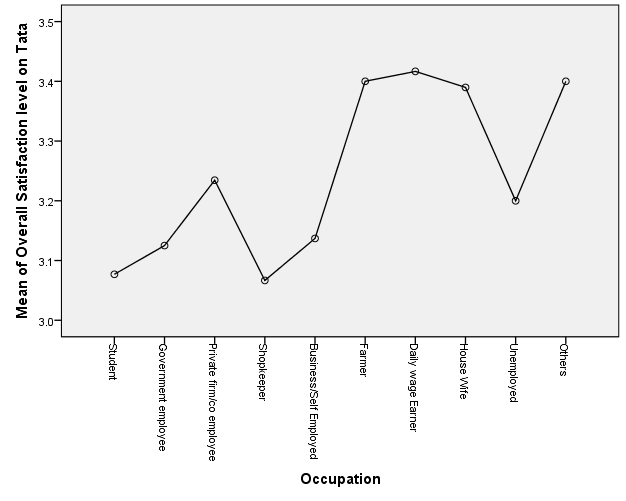 Mean of Overall Satisfaction level on Tata
3.5
3.4
3.3
3.2
3.1
3.0
Student
Government employee
Private firm/co employee
Shopkeeper
Business/Self Employed
Farmer
Daily wage Earner
House Wife
Unemployed
Others
Occupation